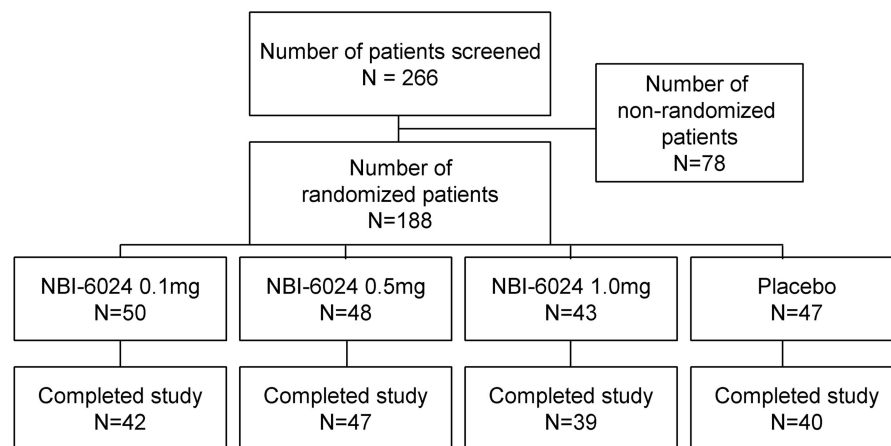 Number of patients screened
N = 266
Number of
non-randomized
patients
N=78
Number of
randomized patients
N=188
NBI-6024 0.1mg
N=50
NBI-6024 0.5mg
N=48
NBI-6024 1.0mg
N=43
Placebo
N=47
Completed study
N=42
Completed study
N=47
Completed study
N=39
Completed study
N=40